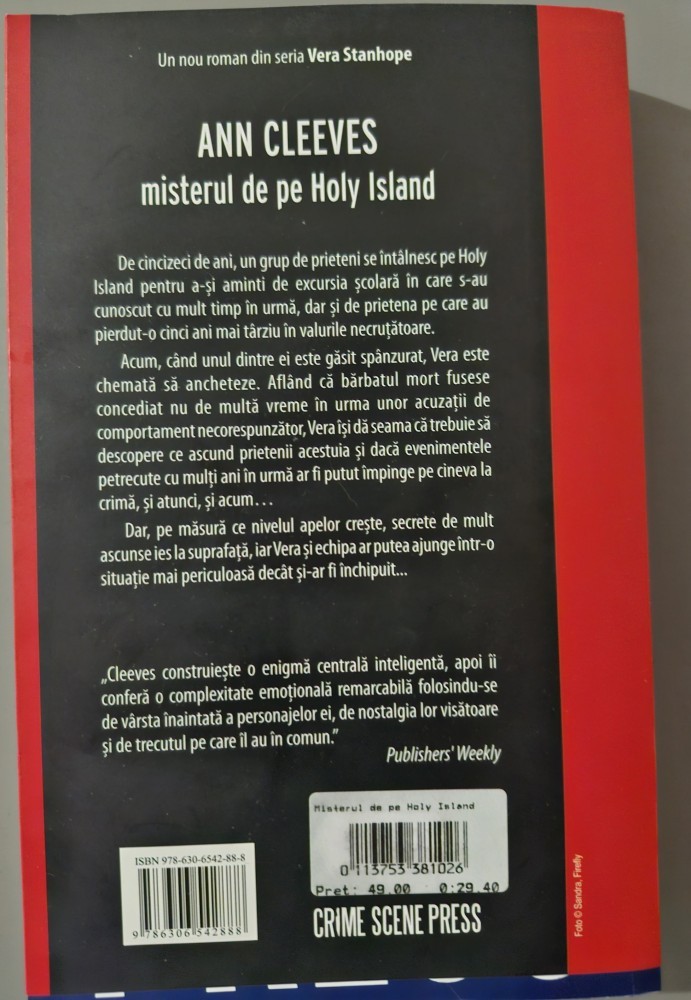 Un nou roman din seria Vera Stanhope
ANN CLEEVES
misterul de pe Holy Island
De cincizeci de ani, un grup de prieteni se întâlnesc pe Holy
Island pentru a-și aminti de excursia școlară în care s-au
cunoscut cu mult timp în urmă, dar și de prietena pe care au
pierdut-o cinci ani mai târziu în valurile necruțătoare.
Acum, când unul dintre ei este găsit spânzurat, Vera este
chemată să ancheteze. Aflând că bărbatul mort fusese
concediat nu de multă vreme în urma unor acuzații de
comportament necorespunzător, Vera își dă seama că trebuie să
descopere ce ascund prietenii acestuia și dacă evenimentele
petrecute cu mulți ani în urmă ar fi putut împinge pe cineva la
crimă, și atunci, și acum…
Dar, pe măsură ce nivelul apelor crește, secrete de mult
ascunse ies la suprafață, iar Vera și echipa ar putea ajunge într-o
situație mai periculoasă decât și-ar fi închipuit...
„Cleeves construiește o enigmă centrală inteligentă, apoi îi
conferă o complexitate emoțională remarcabilă folosindu-se
de vârsta înaintată a personajelor ei, de nostalgia lor visătoare
și de trecutul pe care îl au în comun.”
Publishers' Weekly
Misterul de pe Holy Island
0 113753 381026
Pret: 49.00 0:29.40
ISBN 978-630-6542-88-8
9 786306 542888
CRIME SCENE PRESS
Foto © Sandra, Firefly